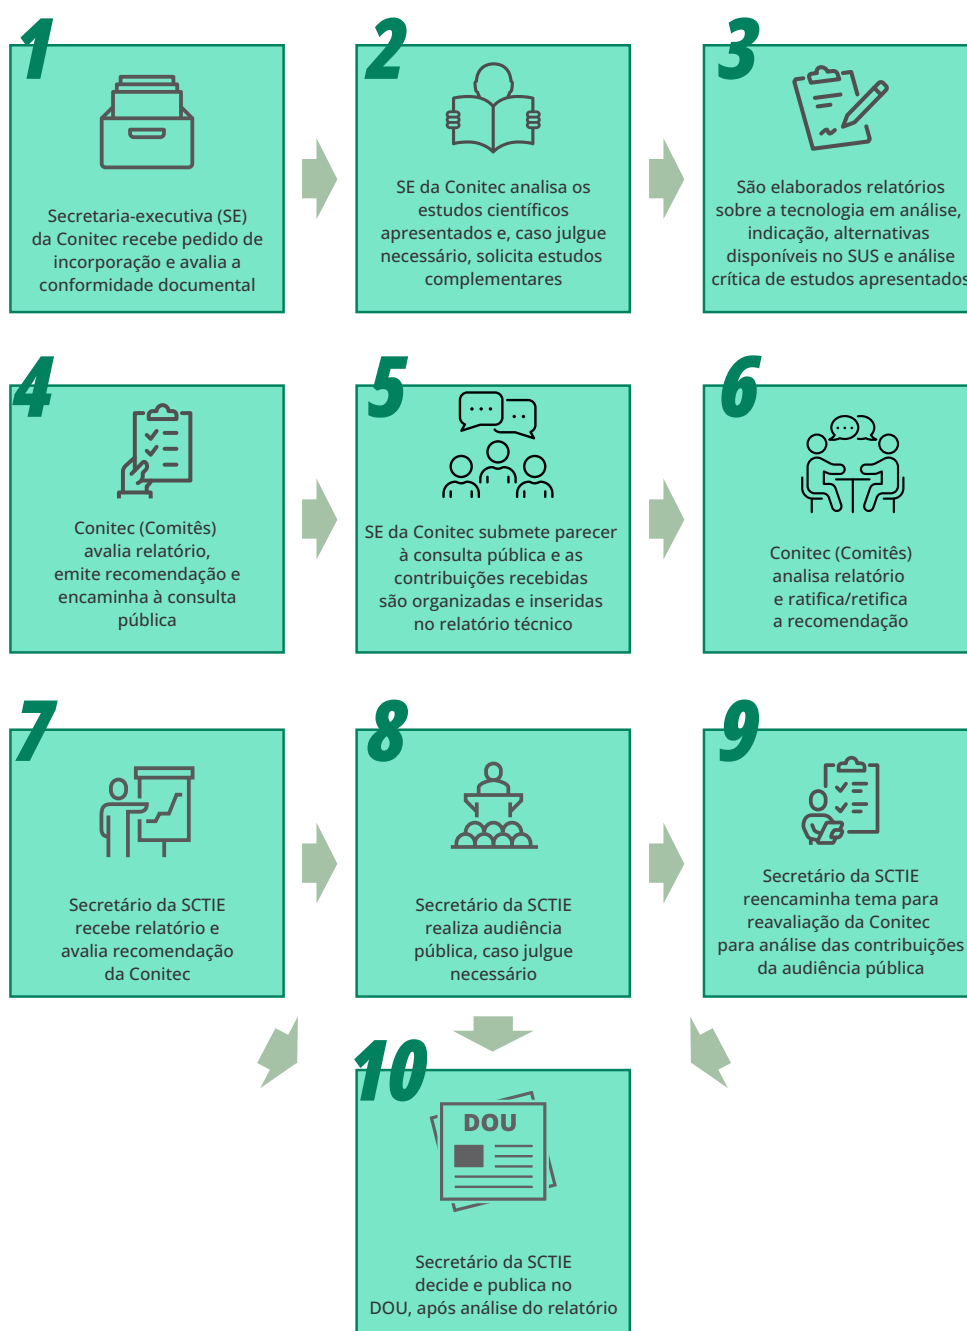 1
Secretaria-executiva (SE)
da Conitec recebe pedido de
incorporação e avalia a
conformidade documental
2
SE da Conitec analisa os
estudos científicos
apresentados e, caso julgue
necessário, solicita estudos
complementares
3
São elaborados relatórios
sobre a tecnologia em análise,
indicação, alternativas
disponíveis no SUS e análise
crítica de estudos apresentados
4
Conitec (Comitês)
avalia relatório,
emite recomendação e
encaminha à consulta
pública
5
SE da Conitec submete parecer
à consulta pública e as
contribuições recebidas
são organizadas e inseridas
no relatório técnico
6
Conitec (Comitês)
analisa relatório
e ratifica/retifica
a recomendação
7
Secretário da SCTIE
recebe relatório e
avalia recomendação
da Conitec
8
Secretário da SCTIE
realiza audiência
pública, caso julgue
necessário
9
Secretário da SCTIE
reencaminha tema para
reavaliação da Conitec
para análise das contribuições
da audiência pública
10
DOU
Secretário da SCTIE
decide e publica no
DOU, após análise do relatório